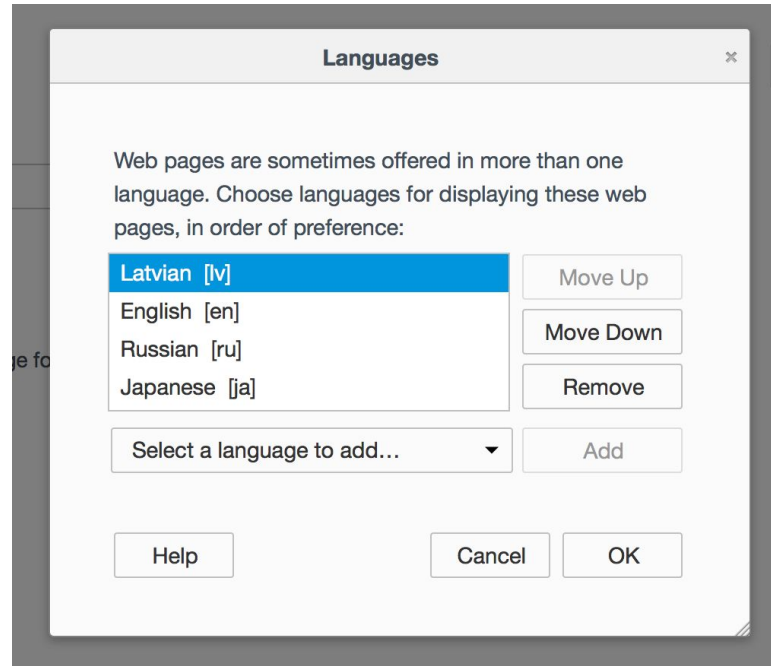 Languages
Web pages are sometimes offered in more than one
language. Choose languages for displaying these web
pages, in order of preference:
Latvian [lv]
English [en]
Russian [ru]
Japanese [ja]
Move Up
Move Down
Remove
Select a language to add...
Add
Help
Cancel
OK